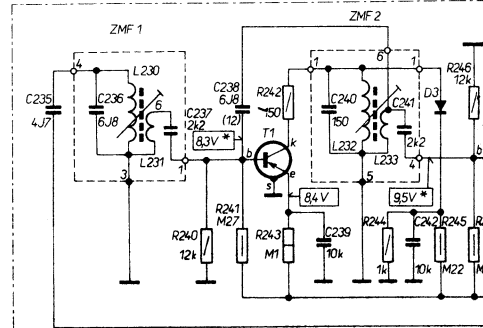 ZMF 1
ZMF 2
4
L230
C235
4J7
C236
6J8
6
C237
2k2
L231
3
1
8,3V *
C238
6J8
(12)
b
R242
150
T1
k
e
s
8,4V
R240
12k
R241
M27
R243
M1
C239
10k
1
6
1
C240
150
C241
2k2
L232
L233
5
4
D3
R246
12k
b
9,5V *
R244
1k
C242
10k
R245
M22
R
M